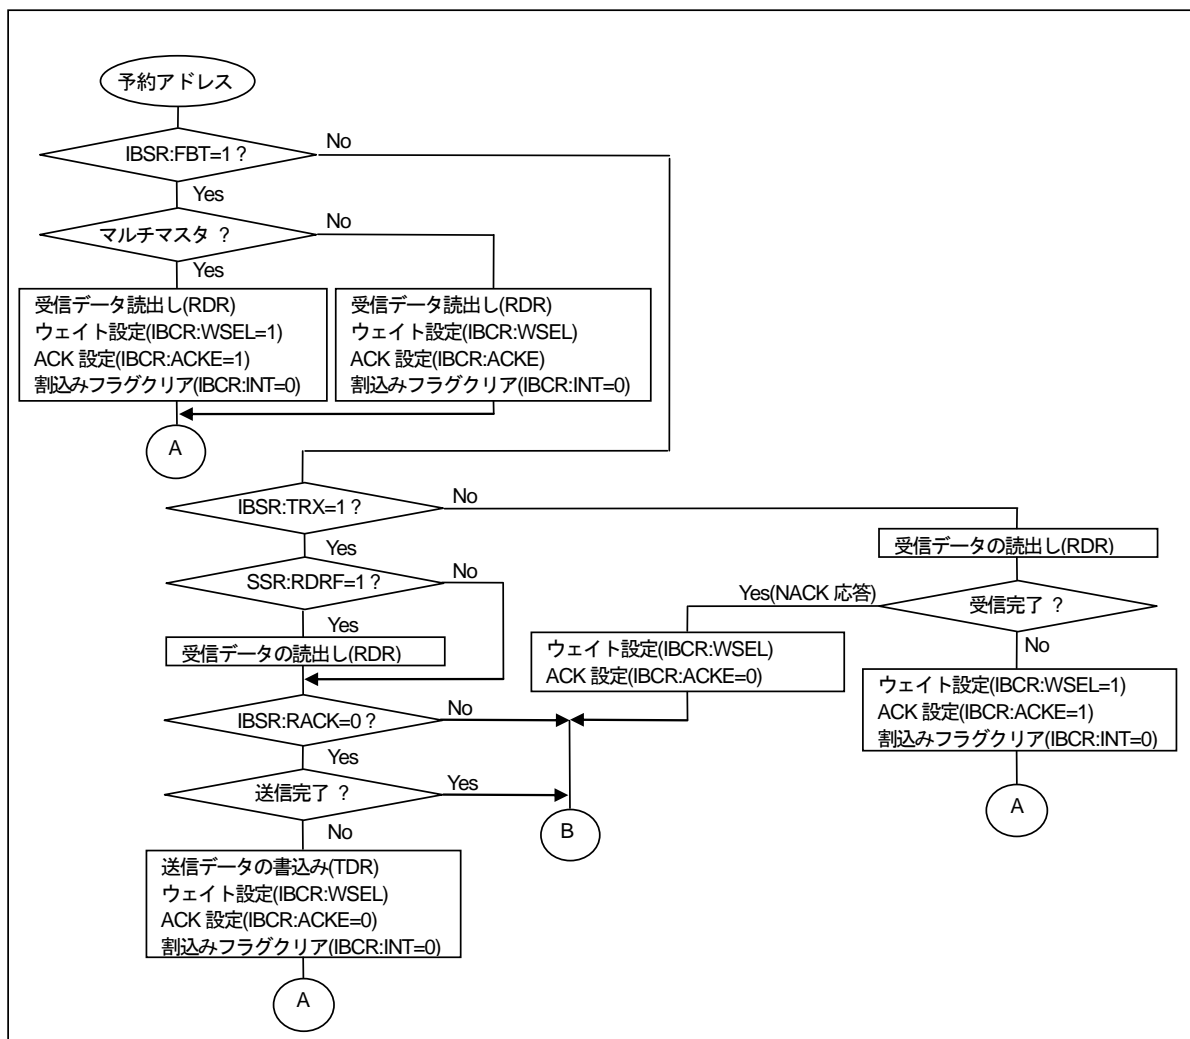 予約アドレス
IBSR:FBT=1 ?
No
Yes
マルチマスタ ?
No
Yes
受信データ読出し(RDR)
ウェイト設定(IBCR:WSEL=1)
ACK 設定(IBCR:ACKE=1)
割込みフラグクリア(IBCR:INT=0)
受信データ読出し(RDR)
ウェイト設定(IBCR:WSEL)
ACK 設定(IBCR:ACKE)
割込みフラグクリア(IBCR:INT=0)
A
IBSR:TRX=1 ?
No
Yes
受信データの読出し(RDR)
SSR:RDRF=1 ?
No
Yes
Yes(NACK 応答)
受信完了 ?
No
受信データの読出し(RDR)
ウェイト設定(IBCR:WSEL)
ACK 設定(IBCR:ACKE=0)
ウェイト設定(IBCR:WSEL=1)
ACK 設定(IBCR:ACKE=1)
割込みフラグクリア(IBCR:INT=0)
IBSR:RACK=0 ?
No
Yes
送信完了 ?
Yes
No
B
A
送信データの書込み(TDR)
ウェイト設定(IBCR:WSEL)
ACK 設定(IBCR:ACKE=0)
割込みフラグクリア(IBCR:INT=0)
A